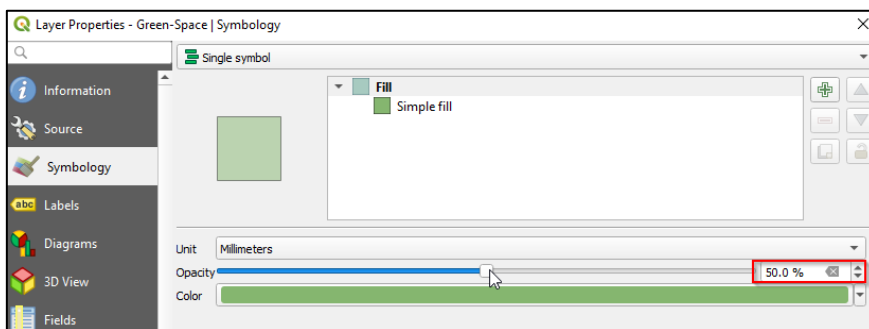 Layer Properties - Green-Space | Symbology
Single symbol
Information
Source
Symbology
abc Labels
Diagrams
3D View
Fields
Fill
Simple fill
Unit Millimeters
Opacity 50.0 %
Color